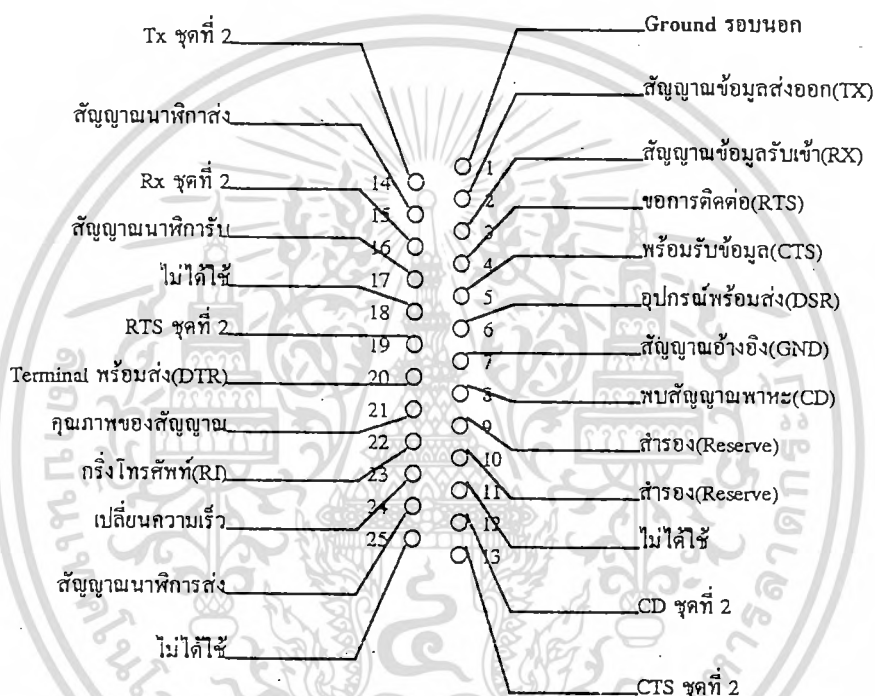 Tx ชุดที่ 2
สัญญาณนาฬิกาส่ง
Rx ชุดที่ 2
สัญญาณนาฬิการับ
ไม่ได้ใช้
RTS ชุดที่ 2
Terminal พร้อมส่ง(DTR)
คุณภาพของสัญญาณ
กริ่งโทรศัพท์(RI)
เปลี่ยนความเร็ว
สัญญาณนาฬิการส่ง
ไม่ได้ใช้
14
15
16
17
18
19
20
21
22
23
24
25
1
2
3
4
5
6
7
8
9
10
11
12
13
Ground รอบนอก
สัญญาณข้อมูลส่งออก(TX)
สัญญาณข้อมูลรับเข้า(RX)
ขอการติดต่อ(RTS)
พร้อมรับข้อมูล(CTS)
อุปกรณ์พร้อมส่ง(DSR)
สัญญาณอ้างอิง(GND)
พบสัญญาณพาหะ(CD)
สำรอง(Reserve)
สำรอง(Reserve)
ไม่ได้ใช้
CD ชุดที่ 2
CTS ชุดที่ 2